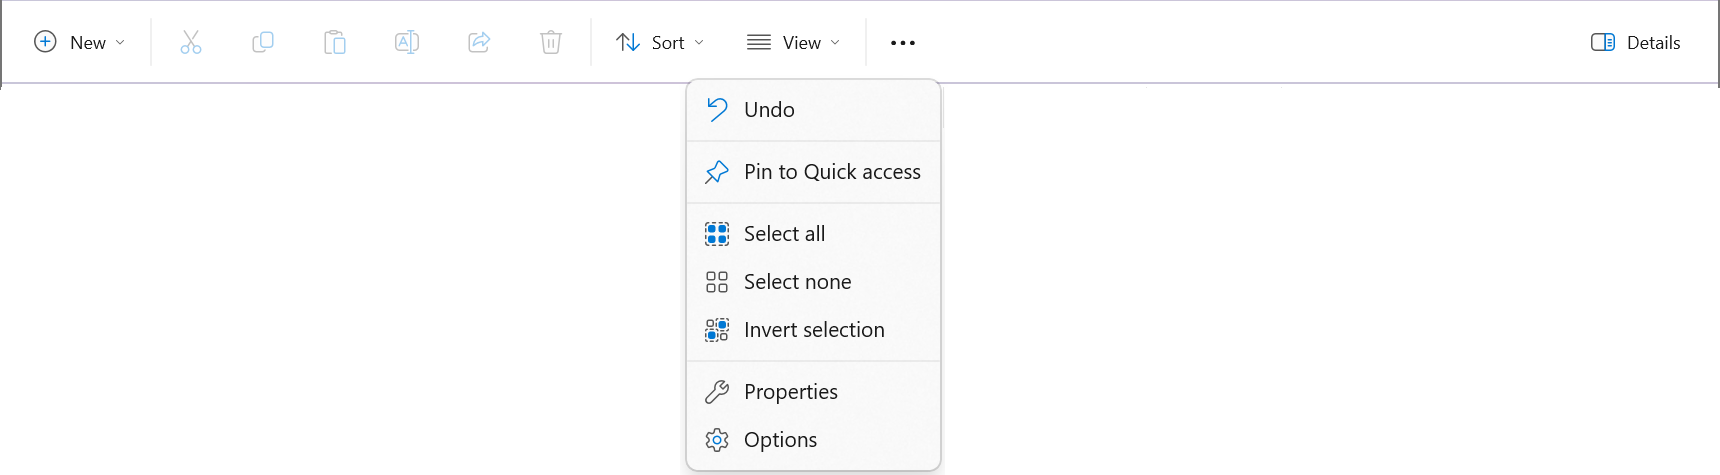 New
Sort
View
Details
Undo
Pin to Quick access
Select all
Select none
Invert selection
Properties
Options